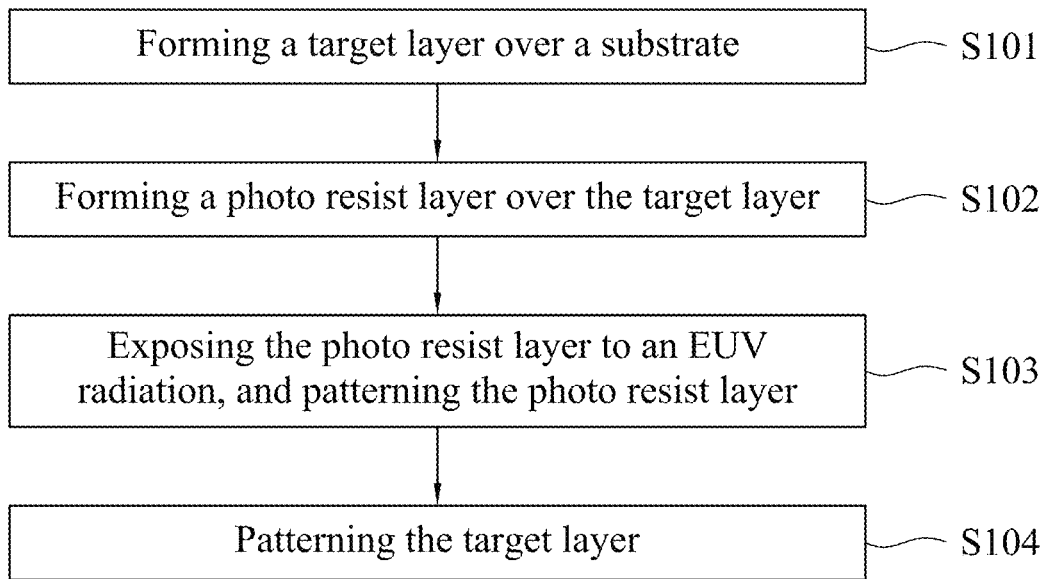 Forming a target layer over a substrate
S101
Forming a photo resist layer over the target layer
S102
Exposing the photo resist layer to an EUV
radiation, and patterning the photo resist layer
S103
Patterning the target layer
S104